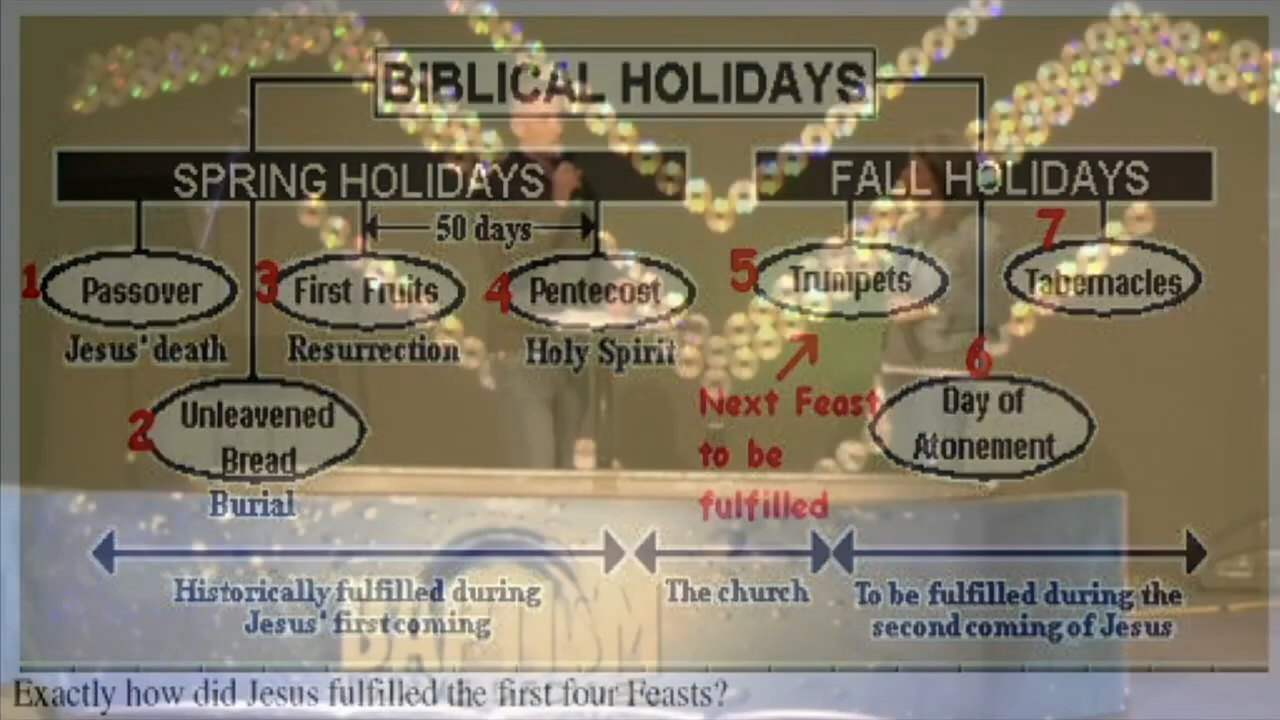 BIBLICAL HOLIDAYS
SPRING HOLIDAYS
FALL HOLIDAYS
50 days
1
Passover
Jesus' death
3
First Fruits
Resurrection
4
Pentecost
Holy Spirit
5
Trumpets
7
Tabernacles
2
Unleavened
Bread
Burial
Next Feast
to be
fulfilled
6
Day of
Atonement
Historically fulfilled during
Jesus' first coming
The church
To be fulfilled during the
second coming of Jesus
BAPTISM
Exactly how did Jesus fulfilled the first four Feasts?